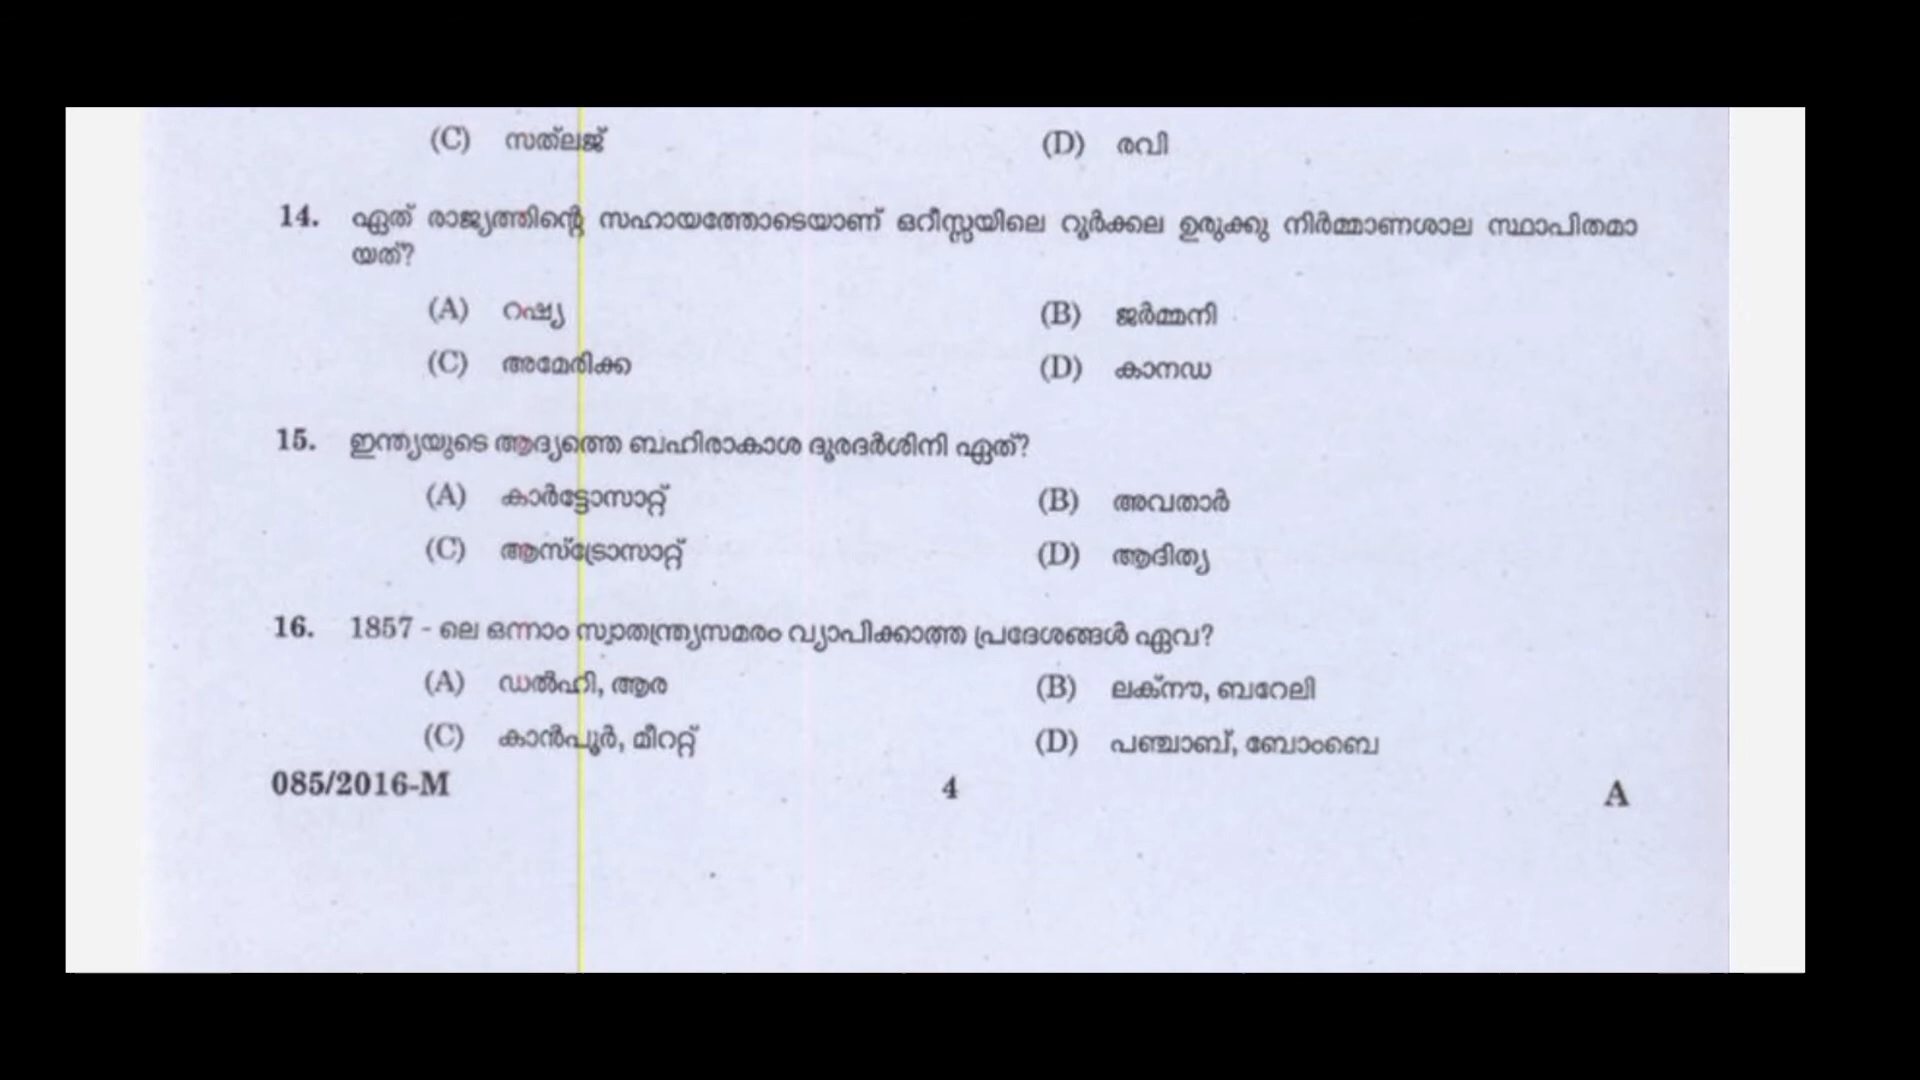 (C) സത്ലജ് (D) രവി
14. ഏത് രാജ്യത്തിന്റെ സഹായത്തോടെയാണ് ഒറീസ്സയിലെ റൂർക്കല ഉരുക്കു നിർമ്മാണശാല സ്ഥാപിതമാ
യത്?
(A) റഷ്യ (B) ജർമ്മനി
(C) അമേരിക്ക (D) കാനഡ
15. ഇന്ത്യയുടെ ആദ്യത്തെ ബഹിരാകാശ ദൂരദർശിനി ഏത്?
(A) കാർട്ടോസാറ്റ് (B) അവതാർ
(C) ആസ്ട്രോസാറ്റ് (D) ആദിത്യ
16. 1857 - ലെ ഒന്നാം സ്വാതന്ത്ര്യസമരം വ്യാപിക്കാത്ത പ്രദേശങ്ങൾ ഏവ?
(A) ഡൽഹി, ആര (B) ലക്നൗ, ബറേലി
(C) കാൻപൂർ, മീററ്റ് (D) പഞ്ചാബ്, ബോംബെ
085/2016-M 4 A